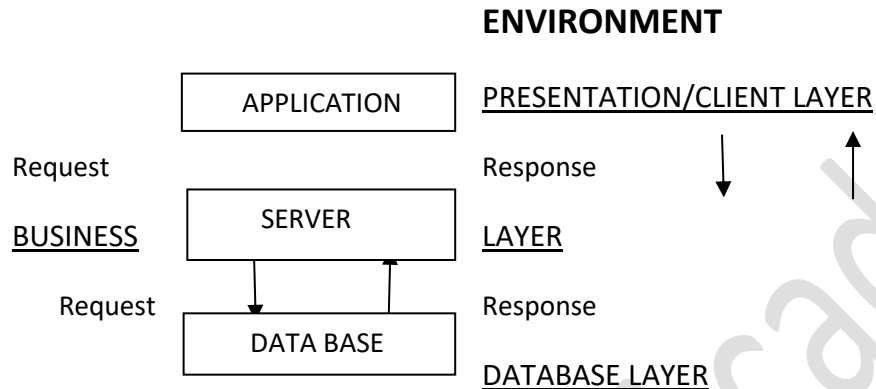 ENVIRONMENT
APPLICATION PRESENTATION/CLIENT LAYER
Request Response
SERVER
BUSINESS LAYER
Request Response
DATA BASE
DATABASE LAYER